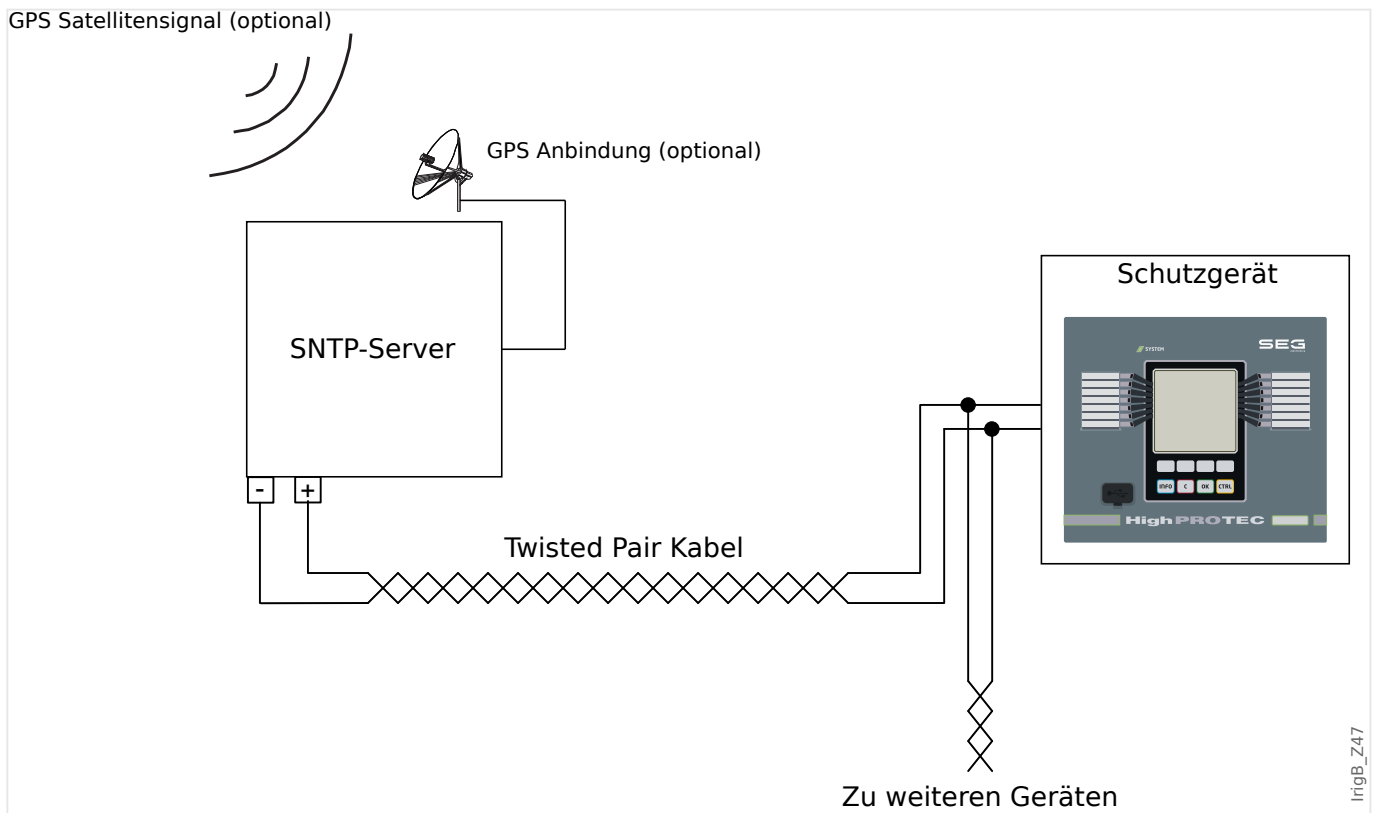 GPS Satellitensignal (optional)
GPS Anbindung (optional)
SNTP-Server
- +
Twisted Pair Kabel
Schutzgerät
SYSTEM
SEG
INFO C OK CTRL
HighPROTEC
Zu weiteren Geräten
IrigB_Z47